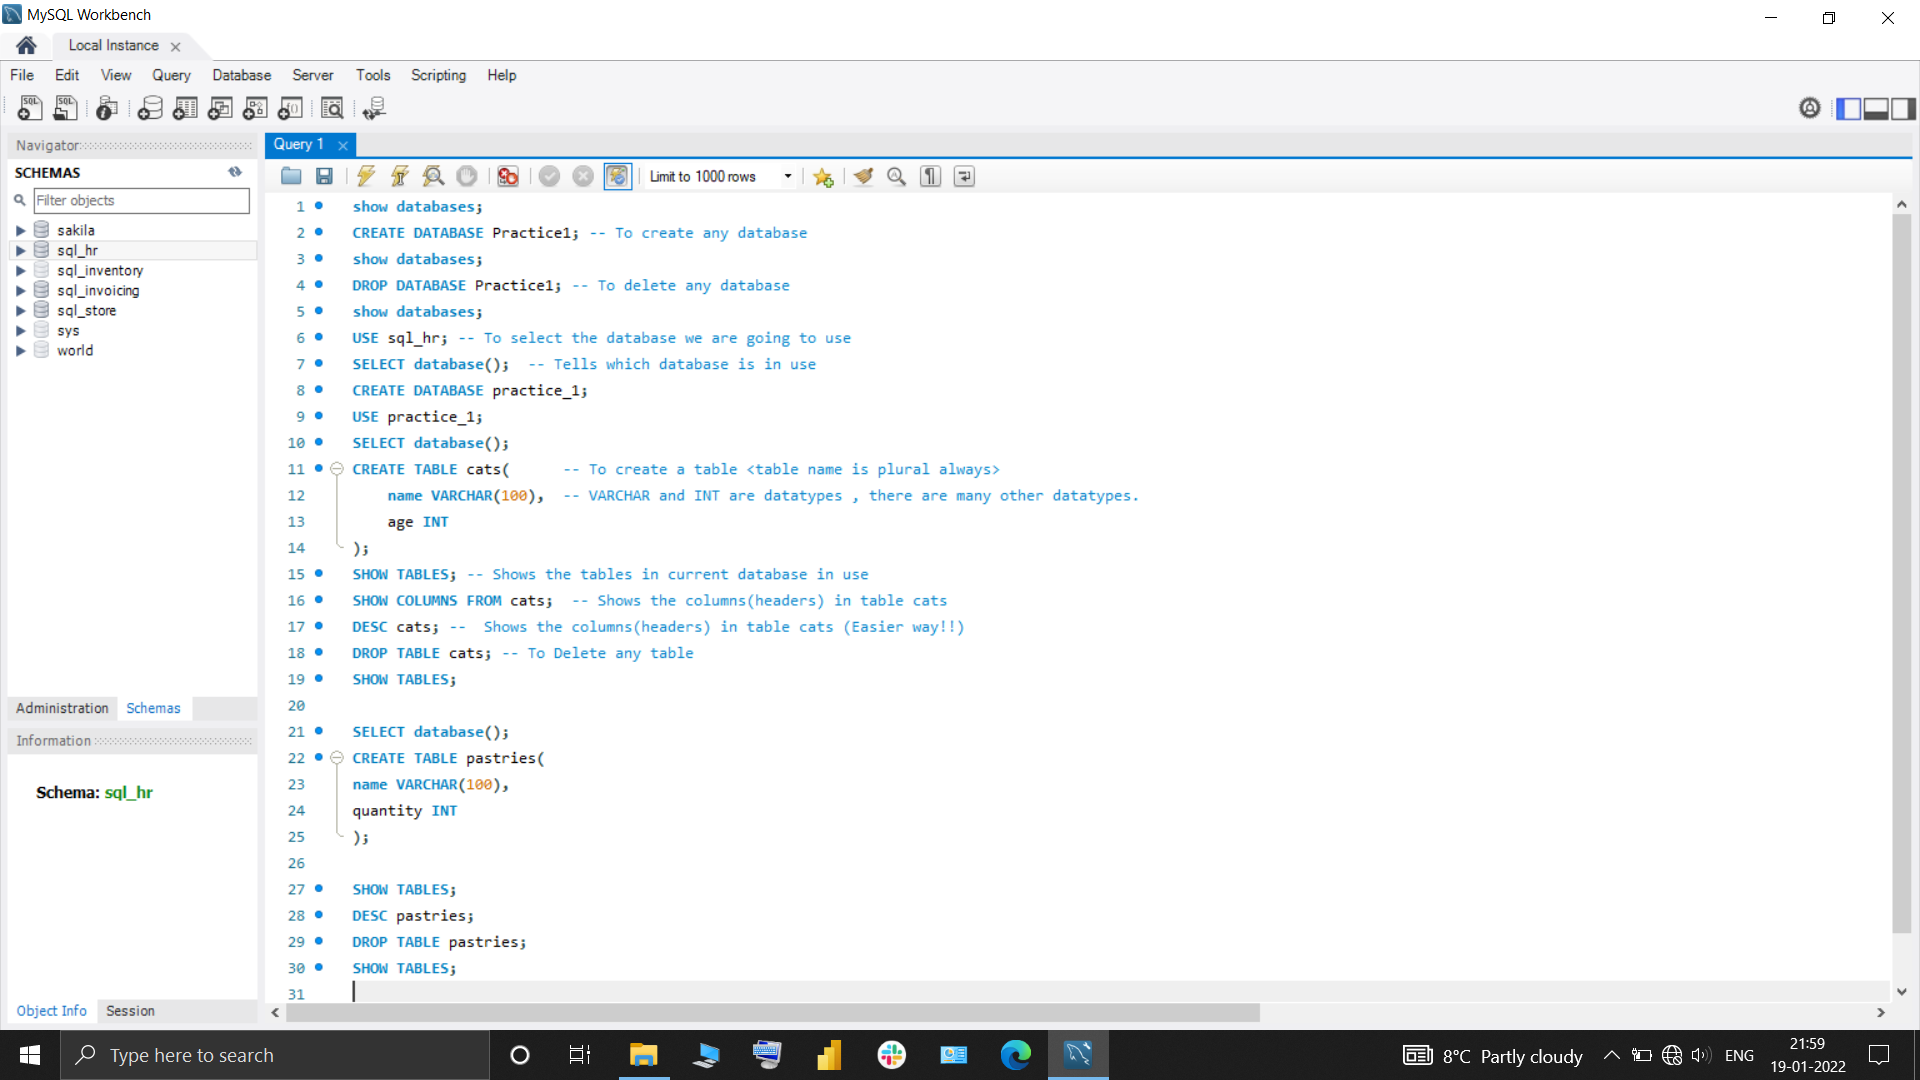 MySQL Workbench
Local Instance
File Edit View Query Database Server Tools Scripting Help
Navigator
SCHEMAS
Filter objects
sakila
sql_hr
sql_inventory
sql_invoicing
sql_store
sys
world
Administration Schemas
Information
Schema: sql_hr
Object Info Session
Query 1
Limit to 1000 rows
1 show databases;
2 CREATE DATABASE Practice1; -- To create any database
3 show databases;
4 DROP DATABASE Practice1; -- To delete any database
5 show databases;
6 USE sql_hr; -- To select the database we are going to use
7 SELECT database();  -- Tells which database is in use
8 CREATE DATABASE practice_1;
9 USE practice_1;
10 SELECT database();
11 CREATE TABLE cats(      -- To create a table <table name is plural always>
12     name VARCHAR(100),  -- VARCHAR and INT are datatypes , there are many other datatypes.
13     age INT
14 );
15 SHOW TABLES; -- Shows the tables in current database in use
16 SHOW COLUMNS FROM cats;  -- Shows the columns(headers) in table cats
17 DESC cats; --  Shows the columns(headers) in table cats (Easier way!!)
18 DROP TABLE cats; -- To Delete any table
19 SHOW TABLES;
20
21 SELECT database();
22 CREATE TABLE pastries(
23 name VARCHAR(100),
24 quantity INT
25 );
26
27 SHOW TABLES;
28 DESC pastries;
29 DROP TABLE pastries;
30 SHOW TABLES;
31
Type here to search
8°C Partly cloudy
ENG
21:59
19-01-2022